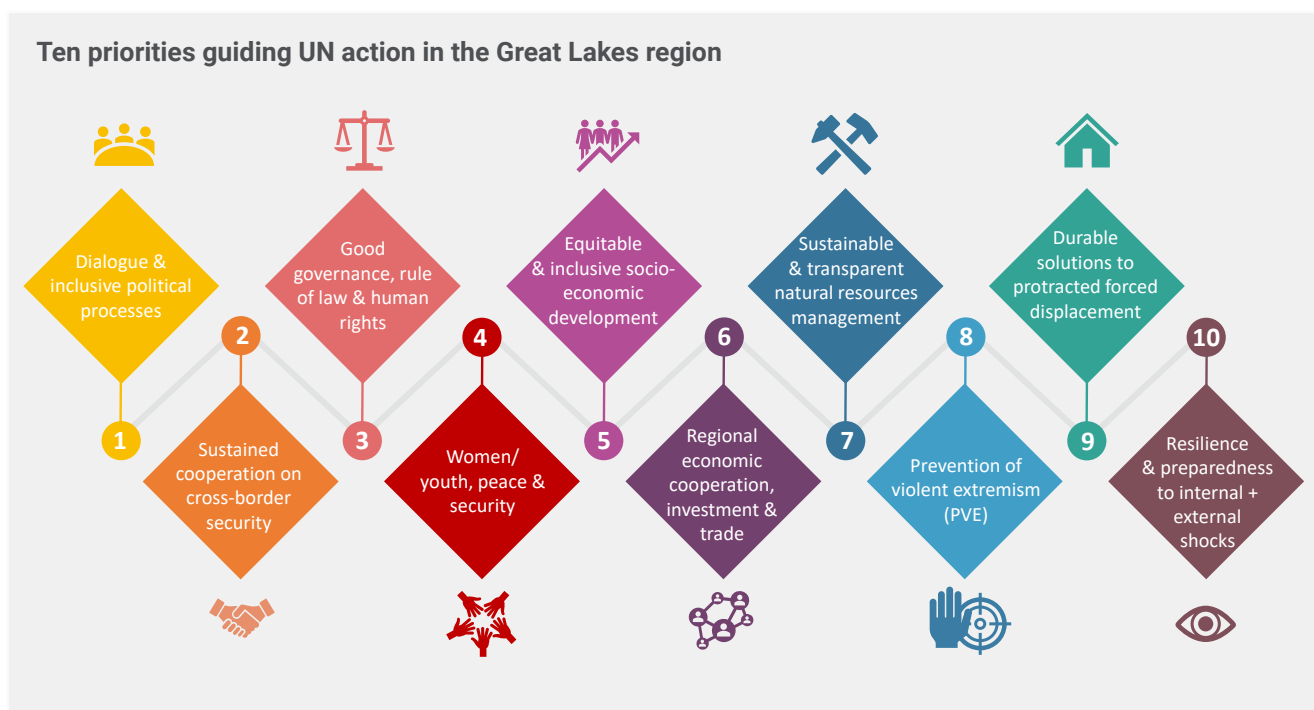 Ten priorities guiding UN action in the Great Lakes region
Dialogue &
inclusive political
processes
1
2
Sustained
cooperation on
cross-border
security
Good
governance, rule
of law & human
rights
3
4
Women/
youth, peace &
security
Equitable
& inclusive socio-
economic
development
5
6
Regional
economic
cooperation,
investment &
trade
Sustainable
& transparent
natural resources
management
7
8
Prevention of
violent extremism
(PVE)
Durable
solutions to
protracted forced
displacement
9
10
Resilience
& preparedness
to internal +
external
shocks